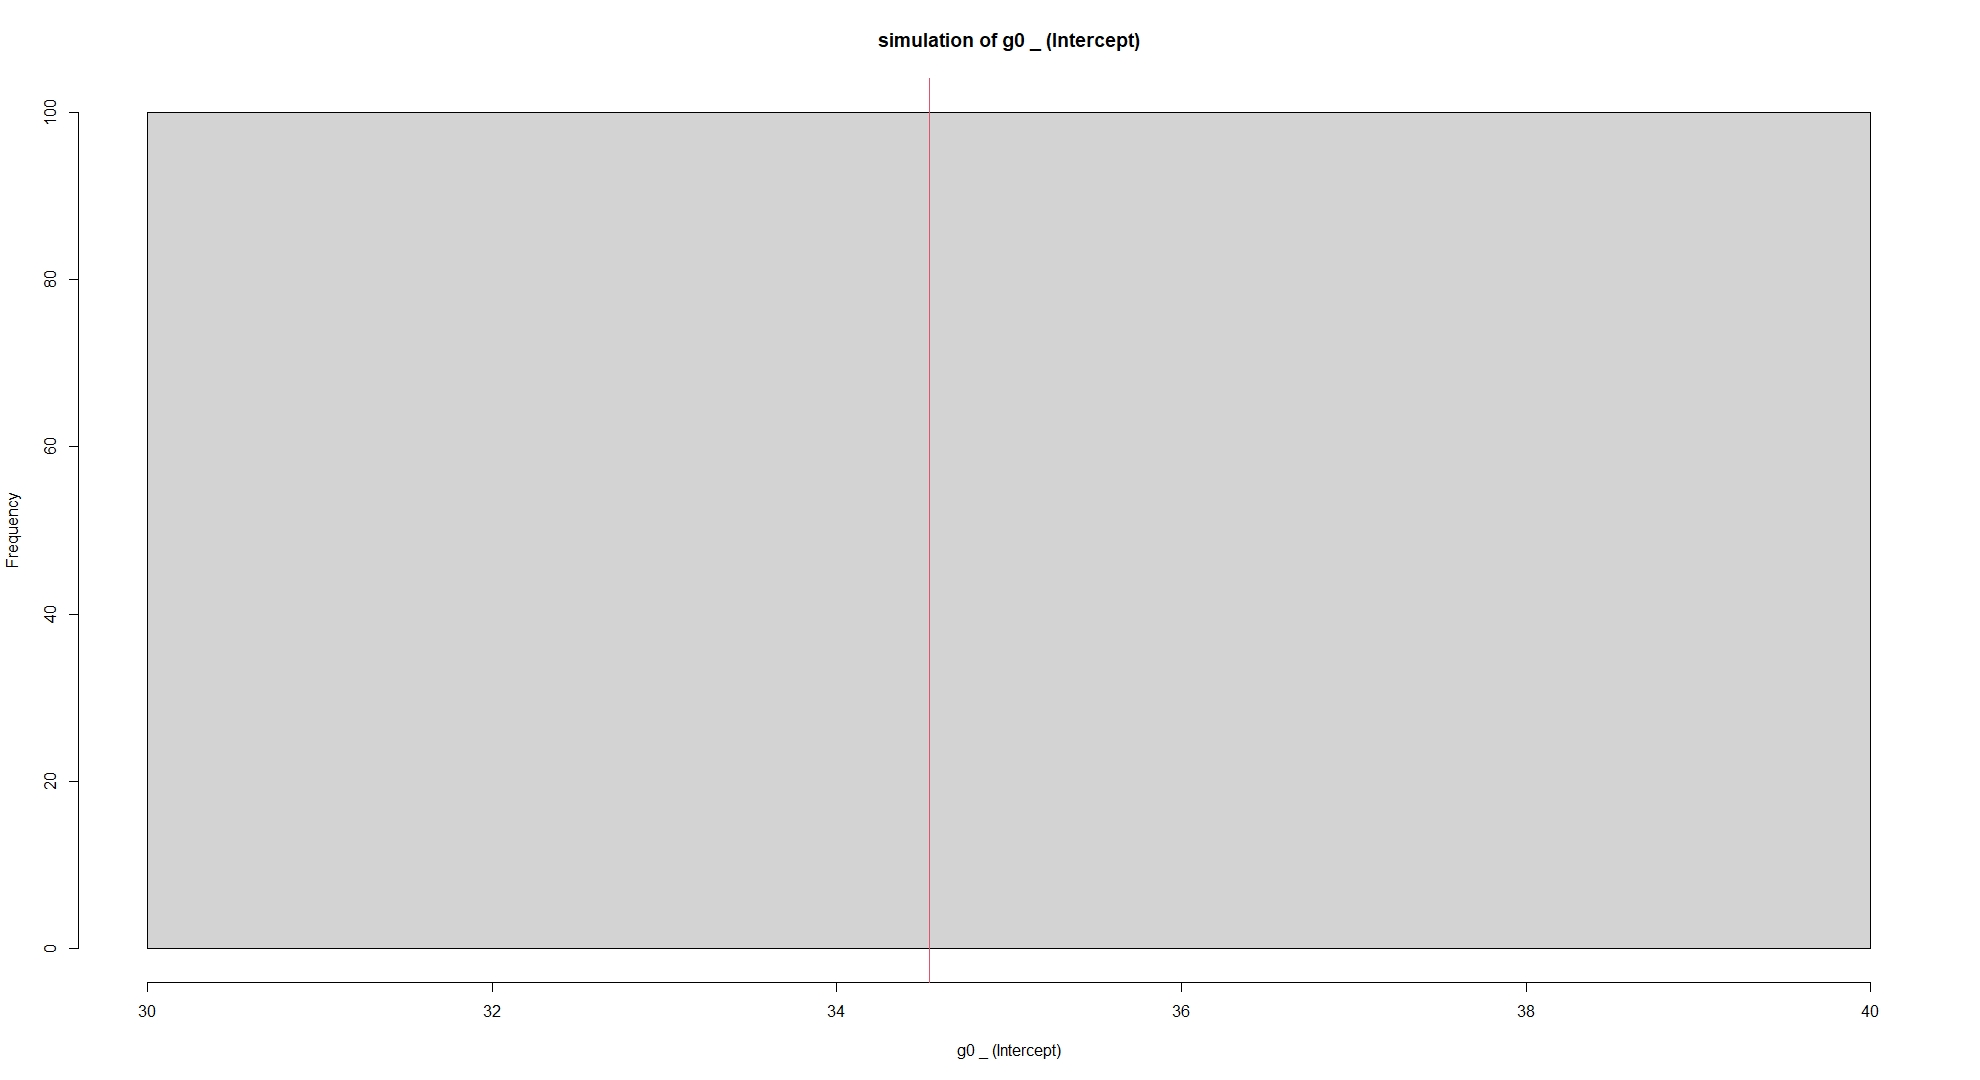 simulation of g0 _ (Intercept)
100
80
60
40
20
0
Frequency
30 32 34 36 38 40
g0 _ (Intercept)